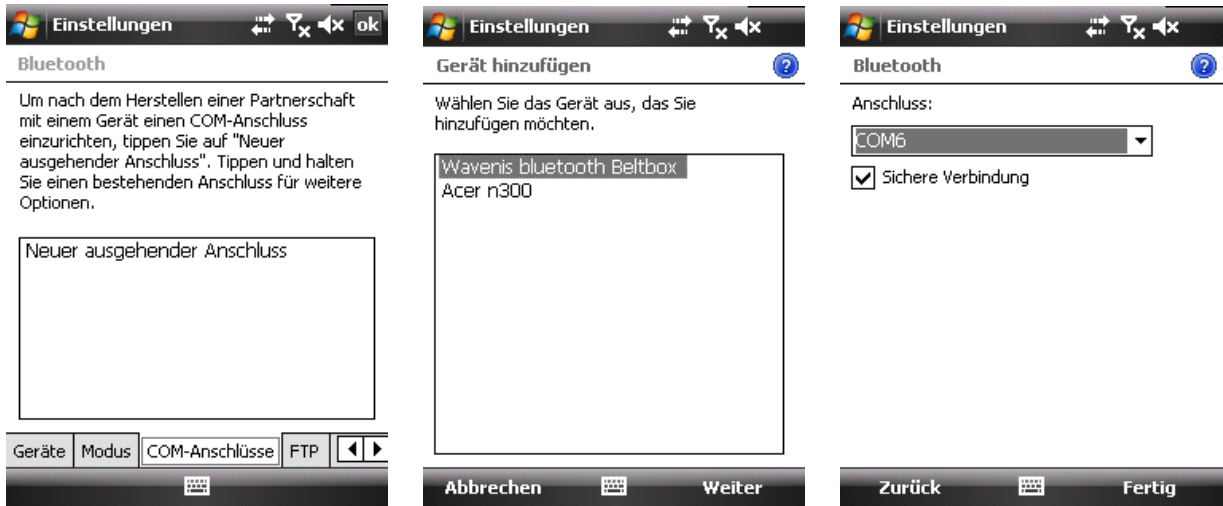 Einstellungen
ok
Bluetooth
Um nach dem Herstellen einer Partnerschaft
mit einem Gerät einen COM-Anschluss
einzurichten, tippen Sie auf "Neuer
ausgehender Anschluss". Tippen und halten
Sie einen bestehenden Anschluss für weitere
Optionen.
Neuer ausgehender Anschluss
Geräte Modus COM-Anschlüsse FTP
Einstellungen
Gerät hinzufügen
?
Wählen Sie das Gerät aus, das Sie
hinzufügen möchten.
Wavenis bluetooth Beltbox
Acer n300
Abbrechen Weiter
Einstellungen
Bluetooth
?
Anschluss:
COM6
Sichere Verbindung
Zurück Fertig